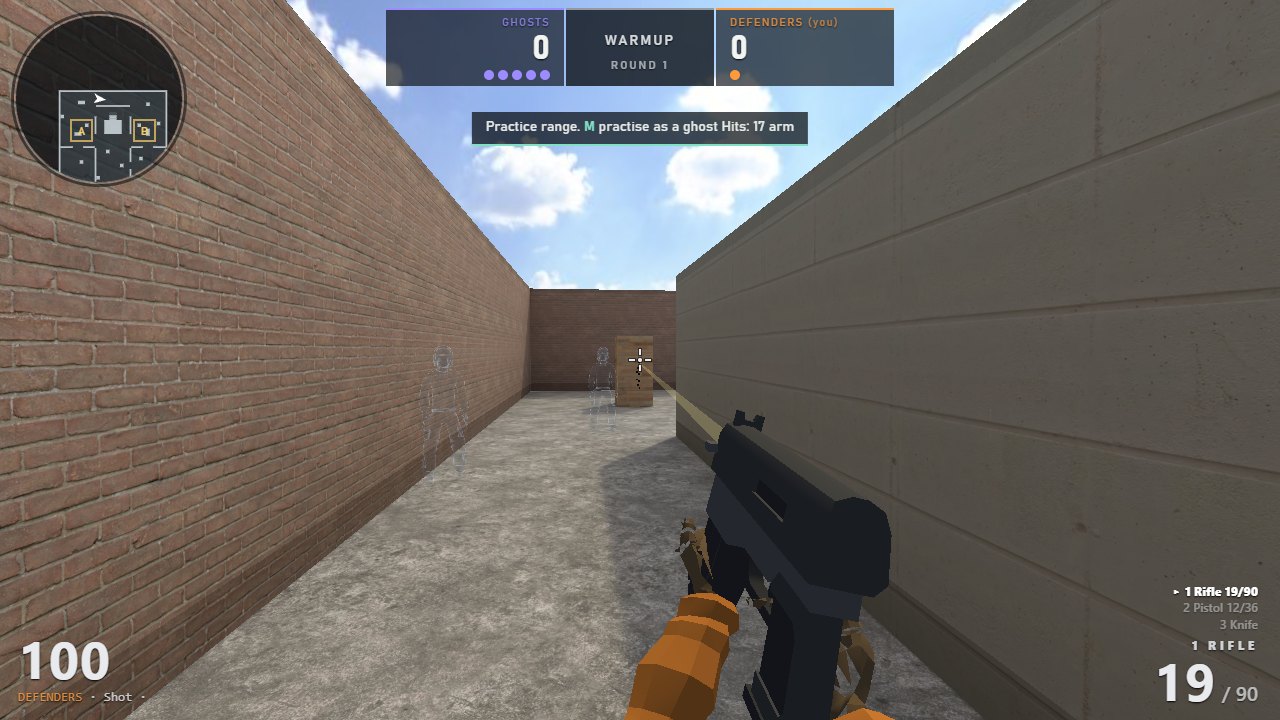 GHOSTS
0
WARMUP
ROUND 1
DEFENDERS (you)
0
Practice range. M practise as a ghost Hits: 17 arm
A
B
▸ 1 Rifle 19/90
2 Pistol 12/36
3 Knife
1 RIFLE
19 / 90
100
DEFENDERS · Shot ·